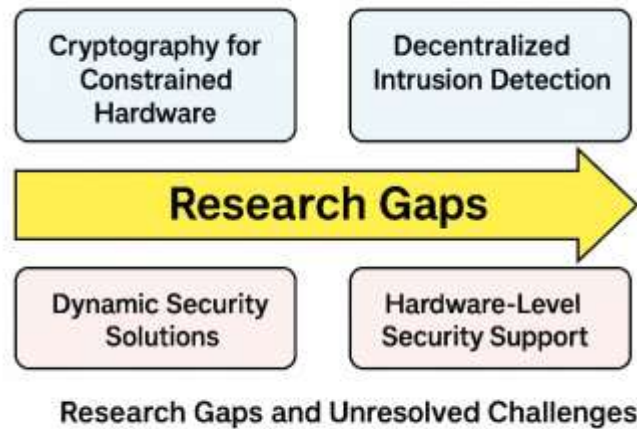 Cryptography for
Constrained
Hardware
Decentralized
Intrusion Detection
Research Gaps
Dynamic Security
Solutions
Hardware-Level
Security Support
Research Gaps and Unresolved Challenges